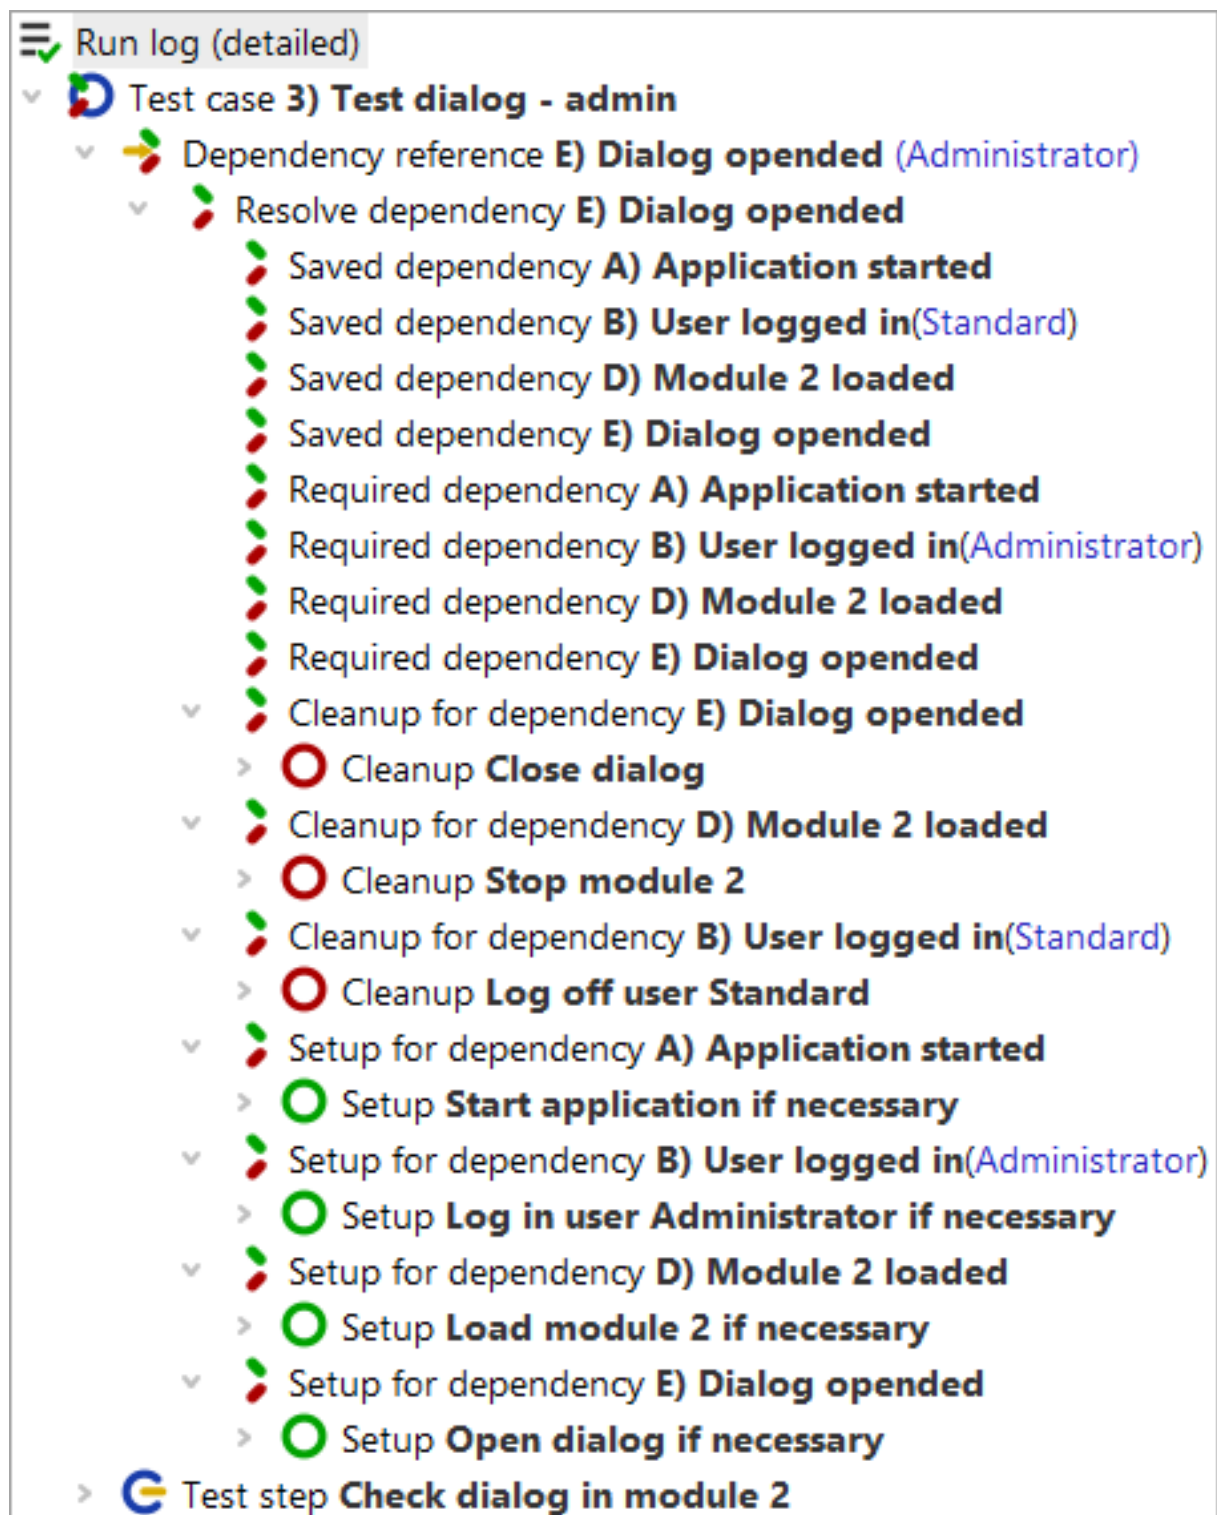 Run log (detailed)
Test case 3) Test dialog - admin
Dependency reference E) Dialog opended (Administrator)
Resolve dependency E) Dialog opended
Saved dependency A) Application started
Saved dependency B) User logged in(Standard)
Saved dependency D) Module 2 loaded
Saved dependency E) Dialog opended
Required dependency A) Application started
Required dependency B) User logged in(Administrator)
Required dependency D) Module 2 loaded
Required dependency E) Dialog opended
Cleanup for dependency E) Dialog opended
Cleanup Close dialog
Cleanup for dependency D) Module 2 loaded
Cleanup Stop module 2
Cleanup for dependency B) User logged in(Standard)
Cleanup Log off user Standard
Setup for dependency A) Application started
Setup Start application if necessary
Setup for dependency B) User logged in(Administrator)
Setup Log in user Administrator if necessary
Setup for dependency D) Module 2 loaded
Setup Load module 2 if necessary
Setup for dependency E) Dialog opended
Setup Open dialog if necessary
Test step Check dialog in module 2